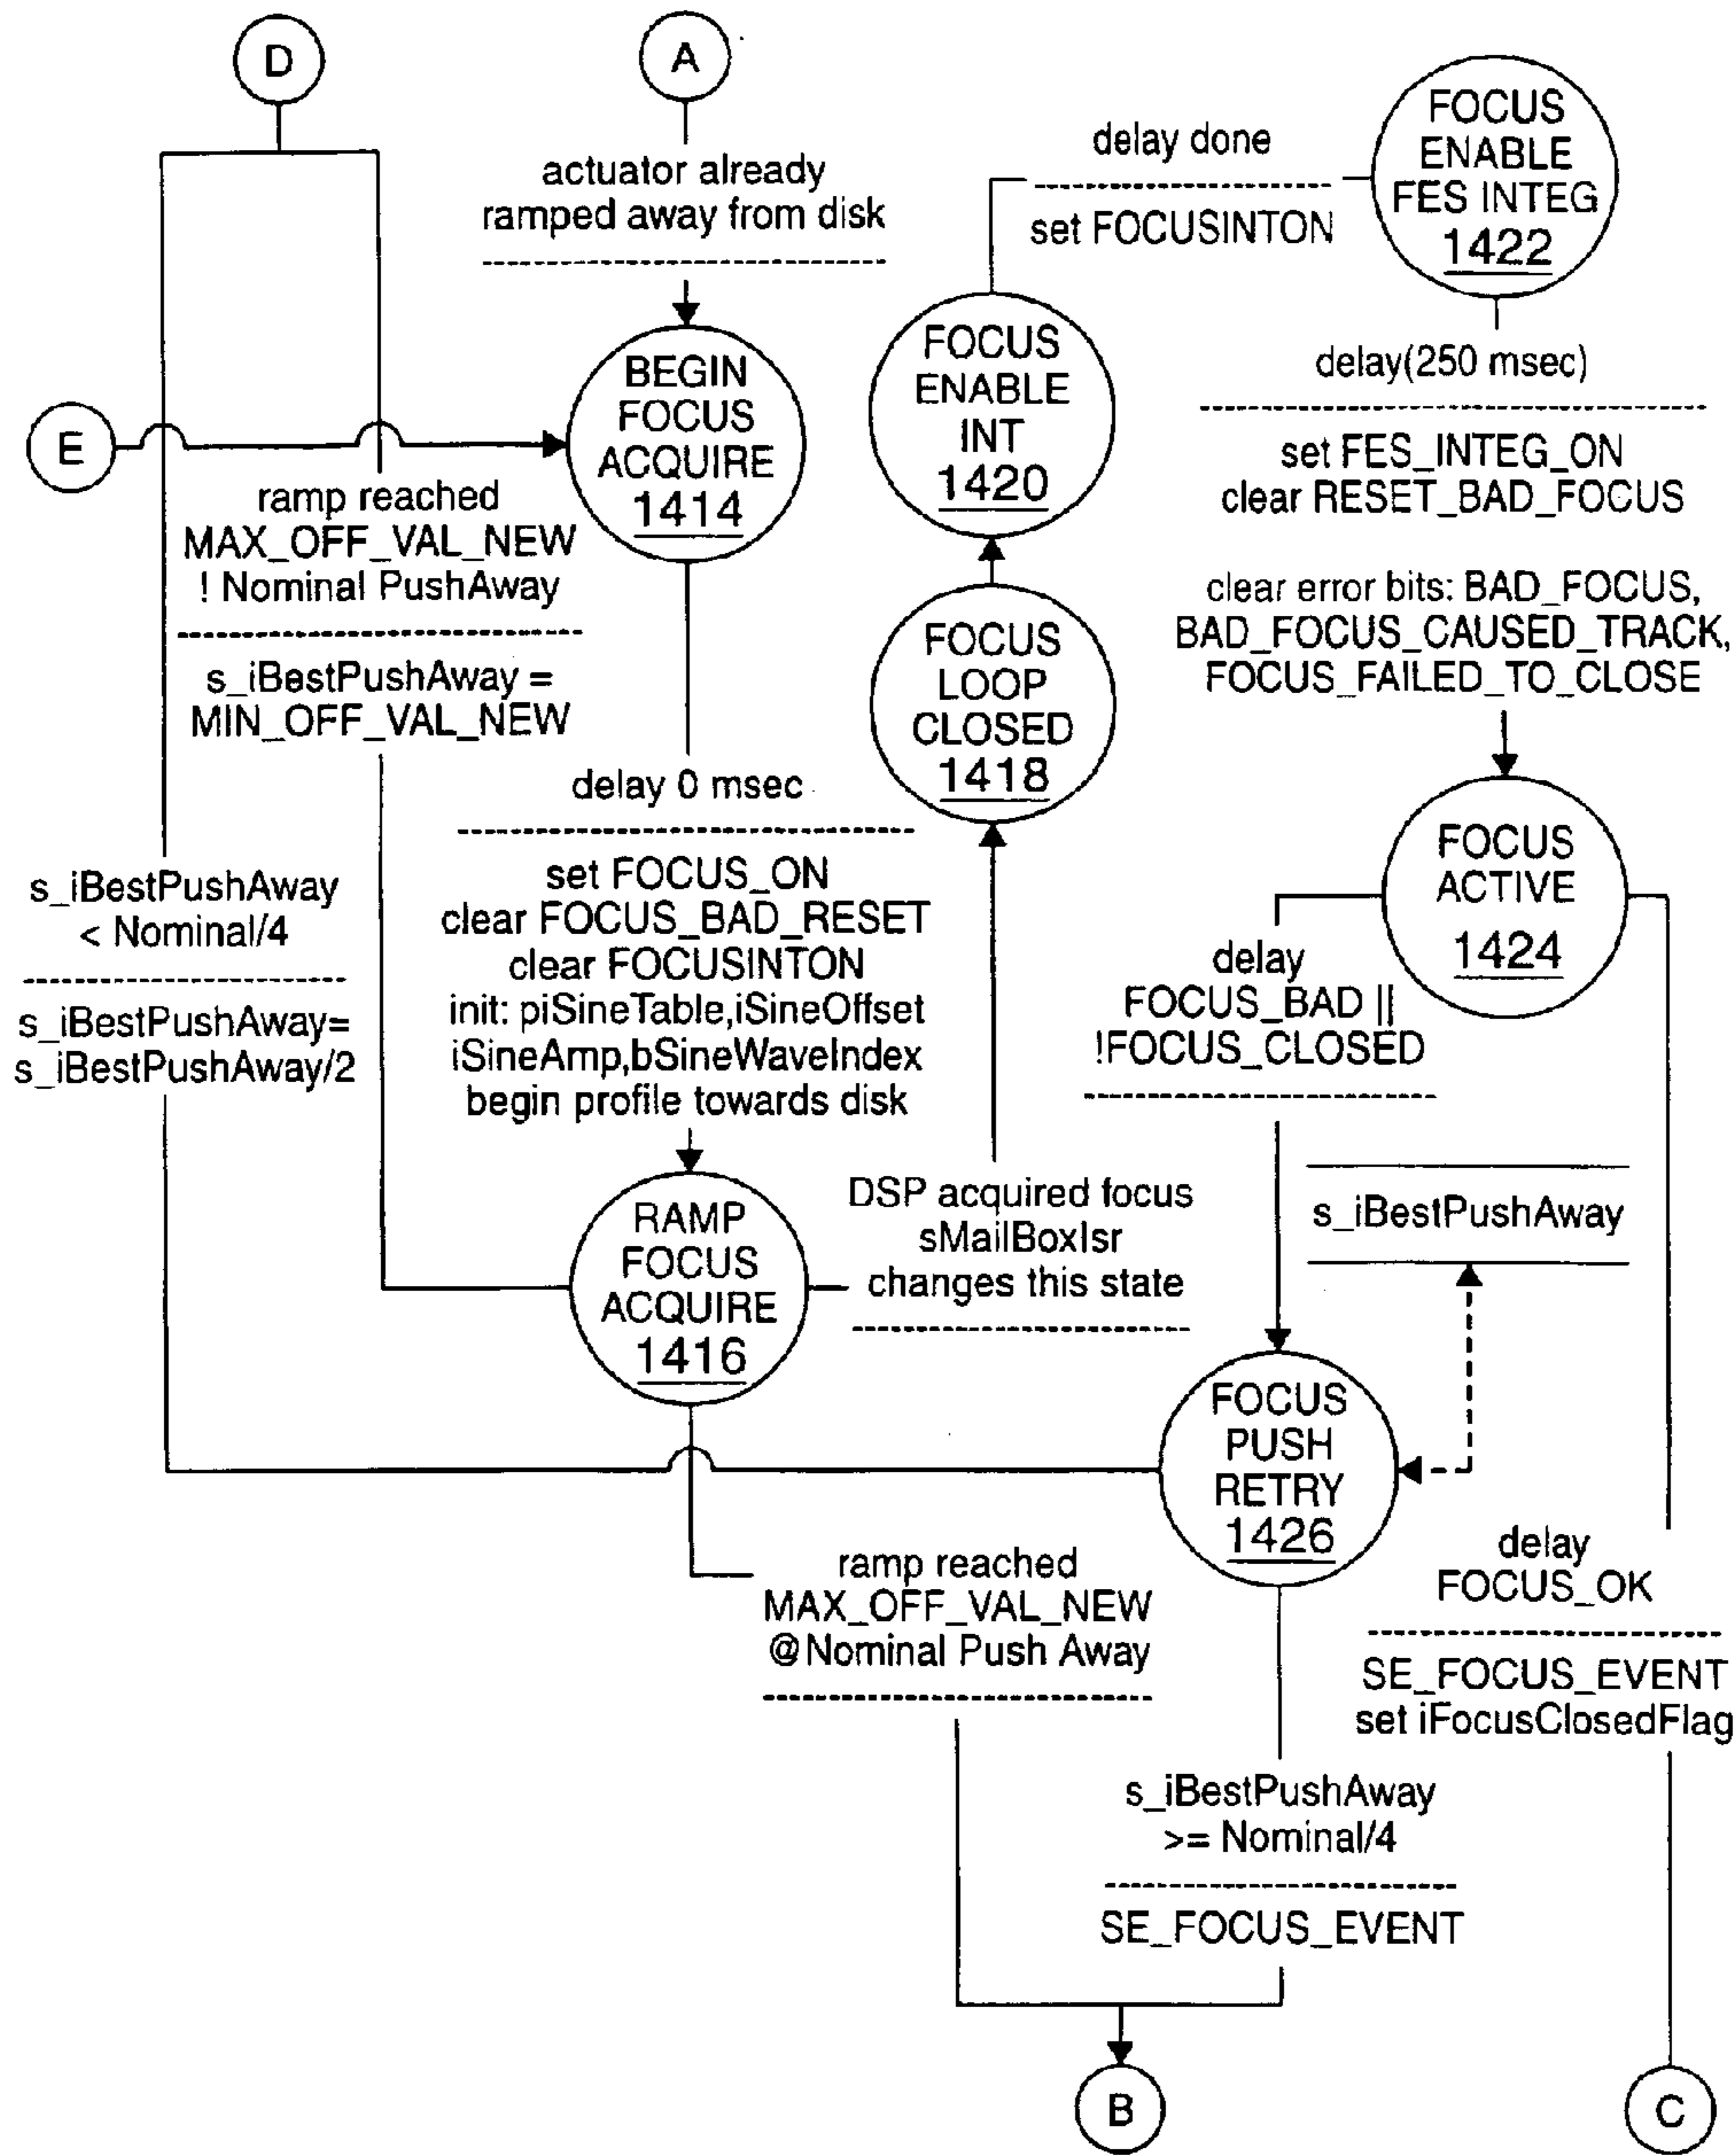 D
A
actuator already
ramped away from disk
E
BEGIN
FOCUS
ACQUIRE
1414
ramp reached
MAX_OFF_VAL_NEW
! Nominal PushAway
s_iBestPushAway =
MIN_OFF_VAL_NEW
s_iBestPushAway
< Nominal/4
s_iBestPushAway=
s_iBestPushAway/2
delay 0 msec
set FOCUS_ON
clear FOCUS_BAD_RESET
clear FOCUSINTON
init: piSineTable,iSineOffset
iSineAmp,bSineWaveIndex
begin profile towards disk
RAMP
FOCUS
ACQUIRE
1416
DSP acquired focus
sMailBoxIsr
changes this state
FOCUS
LOOP
CLOSED
1418
FOCUS
ENABLE
INT
1420
delay done
set FOCUSINTON
FOCUS
ENABLE
FES INTEG
1422
delay(250 msec)
set FES_INTEG_ON
clear RESET_BAD_FOCUS
clear error bits: BAD_FOCUS,
BAD_FOCUS_CAUSED_TRACK,
FOCUS_FAILED_TO_CLOSE
FOCUS
ACTIVE
1424
delay
FOCUS_BAD ||
!FOCUS_CLOSED
s_iBestPushAway
FOCUS
PUSH
RETRY
1426
ramp reached
MAX_OFF_VAL_NEW
@Nominal Push Away
delay
FOCUS_OK
SE_FOCUS_EVENT
set iFocusClosedFlag
s_iBestPushAway
>= Nominal/4
SE_FOCUS_EVENT
B
C